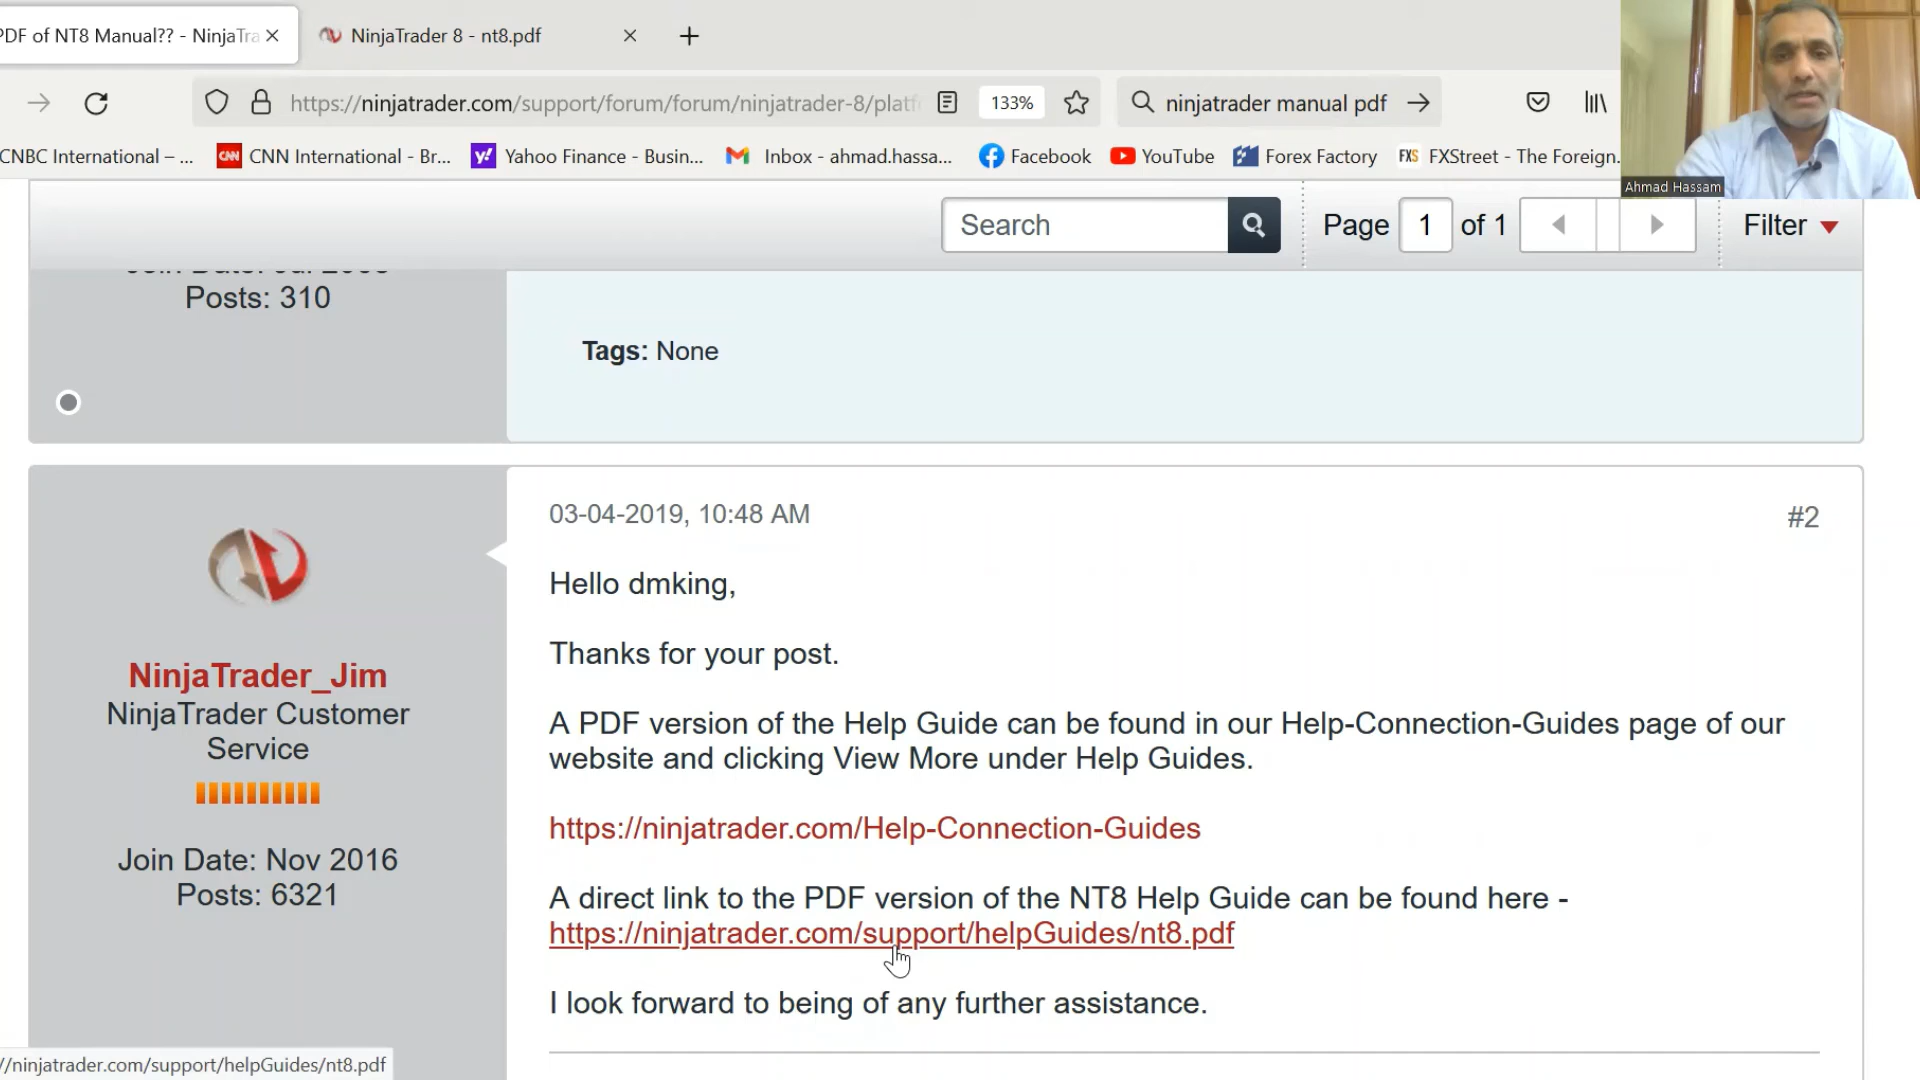 PDF of NT8 Manual?? - NinjaTra
NinjaTrader 8 - nt8.pdf
https://ninjatrader.com/support/forum/forum/ninjatrader-8/platf
133%
ninjatrader manual pdf
CNBC International – ...
CNN
CNN International - Br...
y!
Yahoo Finance - Busin...
Inbox - ahmad.hassa...
Facebook
YouTube
Forex Factory
FXS
FXStreet - The Foreign.
Ahmad Hassam
Search
Page 1 of 1
Filter
Posts: 310
Tags: None
03-04-2019, 10:48 AM
#2
Hello dmking,
Thanks for your post.
NinjaTrader_Jim
NinjaTrader Customer
Service
A PDF version of the Help Guide can be found in our Help-Connection-Guides page of our
website and clicking View More under Help Guides.
https://ninjatrader.com/Help-Connection-Guides
Join Date: Nov 2016
Posts: 6321
A direct link to the PDF version of the NT8 Help Guide can be found here -
https://ninjatrader.com/support/helpGuides/nt8.pdf
I look forward to being of any further assistance.
//ninjatrader.com/support/helpGuides/nt8.pdf